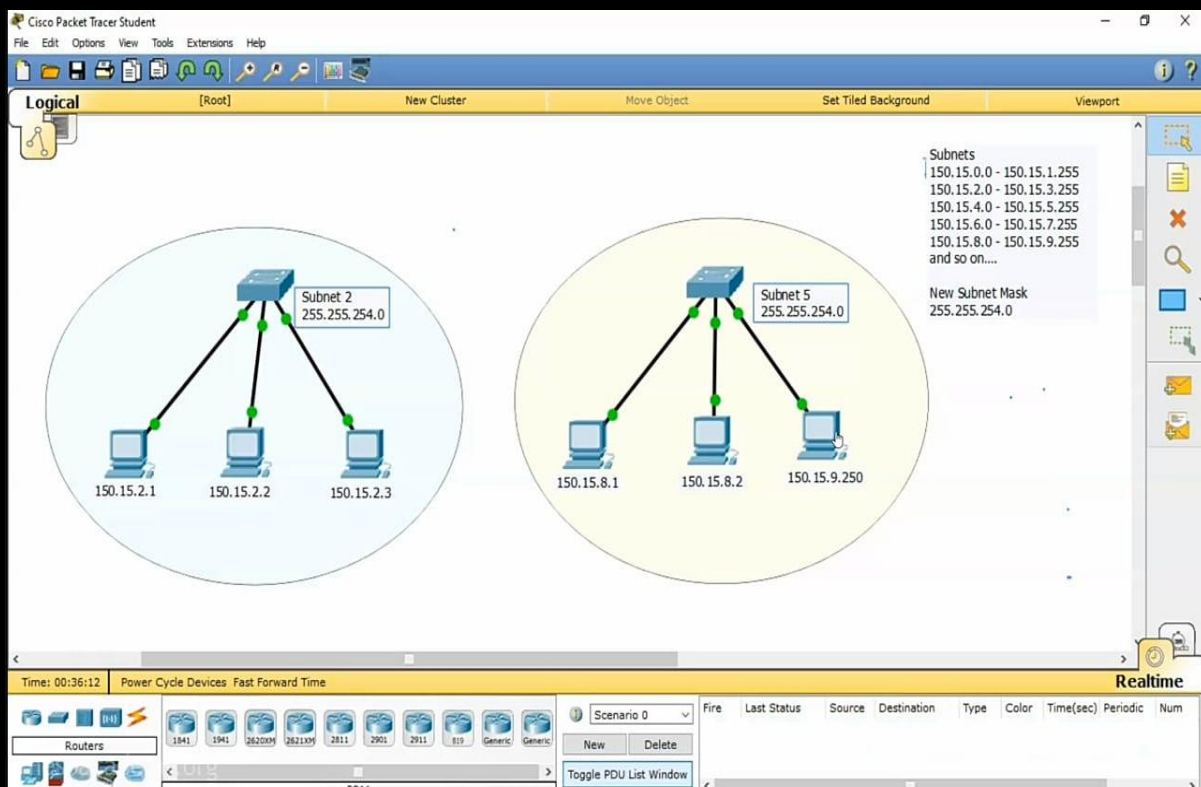 Cisco Packet Tracer Student
File Edit Options View Tools Extensions Help
Logical [Root] New Cluster Move Object Set Tiled Background Viewport
Subnets
150.15.0.0 - 150.15.1.255
150.15.2.0 - 150.15.3.255
150.15.4.0 - 150.15.5.255
150.15.6.0 - 150.15.7.255
150.15.8.0 - 150.15.9.255
and so on....
New Subnet Mask
255.255.254.0
Subnet 2
255.255.254.0
Subnet 5
255.255.254.0
150.15.2.1
150.15.2.2
150.15.2.3
150.15.8.1
150.15.8.2
150.15.9.250
Time: 00:36:12 Power Cycle Devices Fast Forward Time Realtime
Routers
1841 1941 2620XM 2621XM 2811 2901 2911 819 Generic Generic
Scenario 0
New Delete
Toggle PDU List Window
Fire Last Status Source Destination Type Color Time(sec) Periodic Num